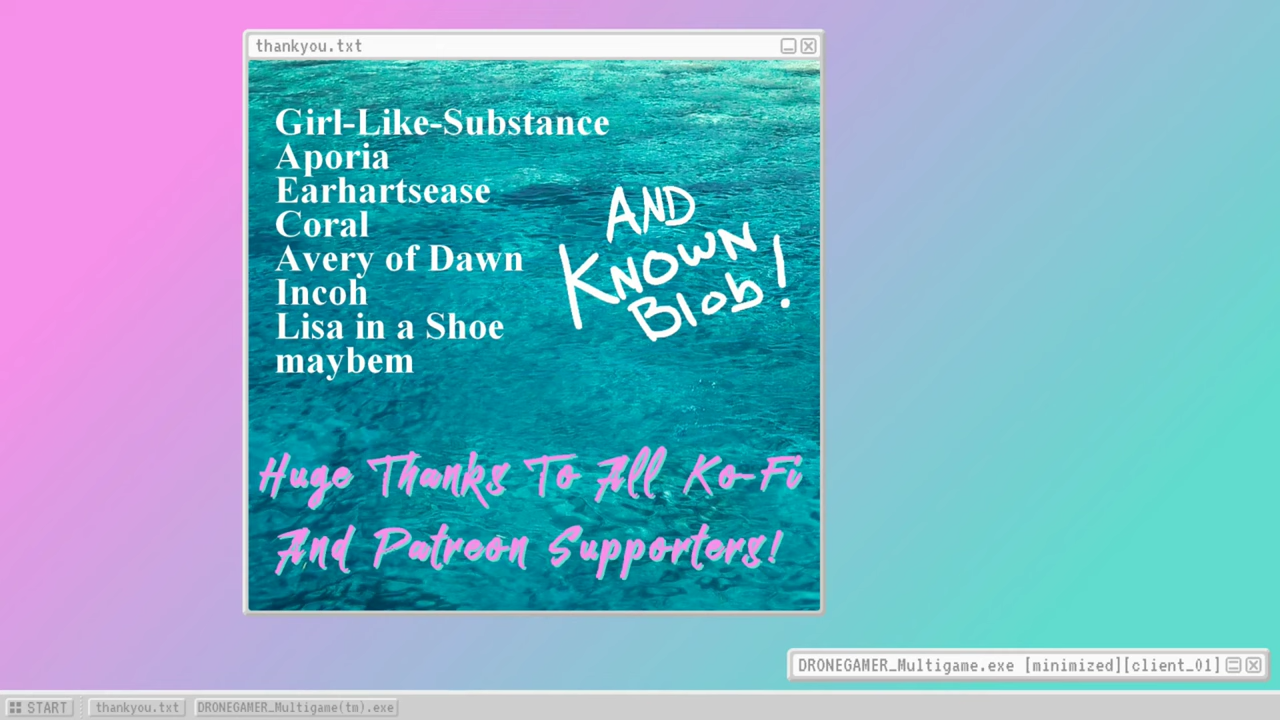 thankyou.txt
Girl-Like-Substance
Aporia
Earhartsease
Coral
Avery of Dawn
Incoh
Lisa in a Shoe
maybem
AND
KNOWN
Blob!
Huge Thanks To All Ko-Fi
And Patreon Supporters!
DRONEGAMER_Multigame.exe [minimized][client_01]
START
thankyou.txt
DRONEGAMER_Multigame(tm).exe